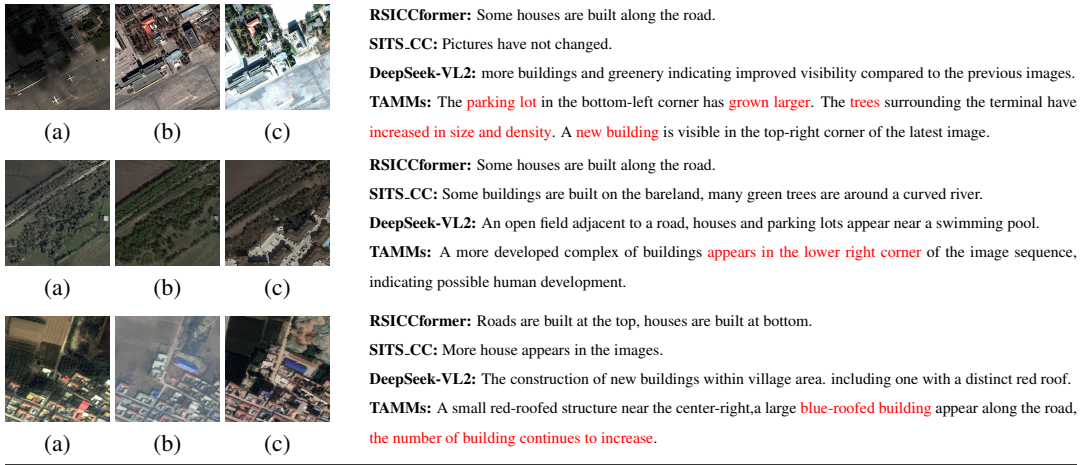 RSICCformer: Some houses are built along the road.
SITS_CC: Pictures have not changed.
DeepSeek-VL2: more buildings and greenery indicating improved visibility compared to the previous images.
TAMMs: The parking lot in the bottom-left corner has grown larger. The trees surrounding the terminal have
increased in size and density. A new building is visible in the top-right corner of the latest image.
(a) (b) (c)
RSICCformer: Some houses are built along the road.
SITS_CC: Some buildings are built on the bareland, many green trees are around a curved river.
DeepSeek-VL2: An open field adjacent to a road, houses and parking lots appear near a swimming pool.
TAMMs: A more developed complex of buildings appears in the lower right corner of the image sequence,
indicating possible human development.
(a) (b) (c)
RSICCformer: Roads are built at the top, houses are built at bottom.
SITS_CC: More house appears in the images.
DeepSeek-VL2: The construction of new buildings within village area. including one with a distinct red roof.
TAMMs: A small red-roofed structure near the center-right,a large blue-roofed building appear along the road,
the number of building continues to increase.
(a) (b) (c)